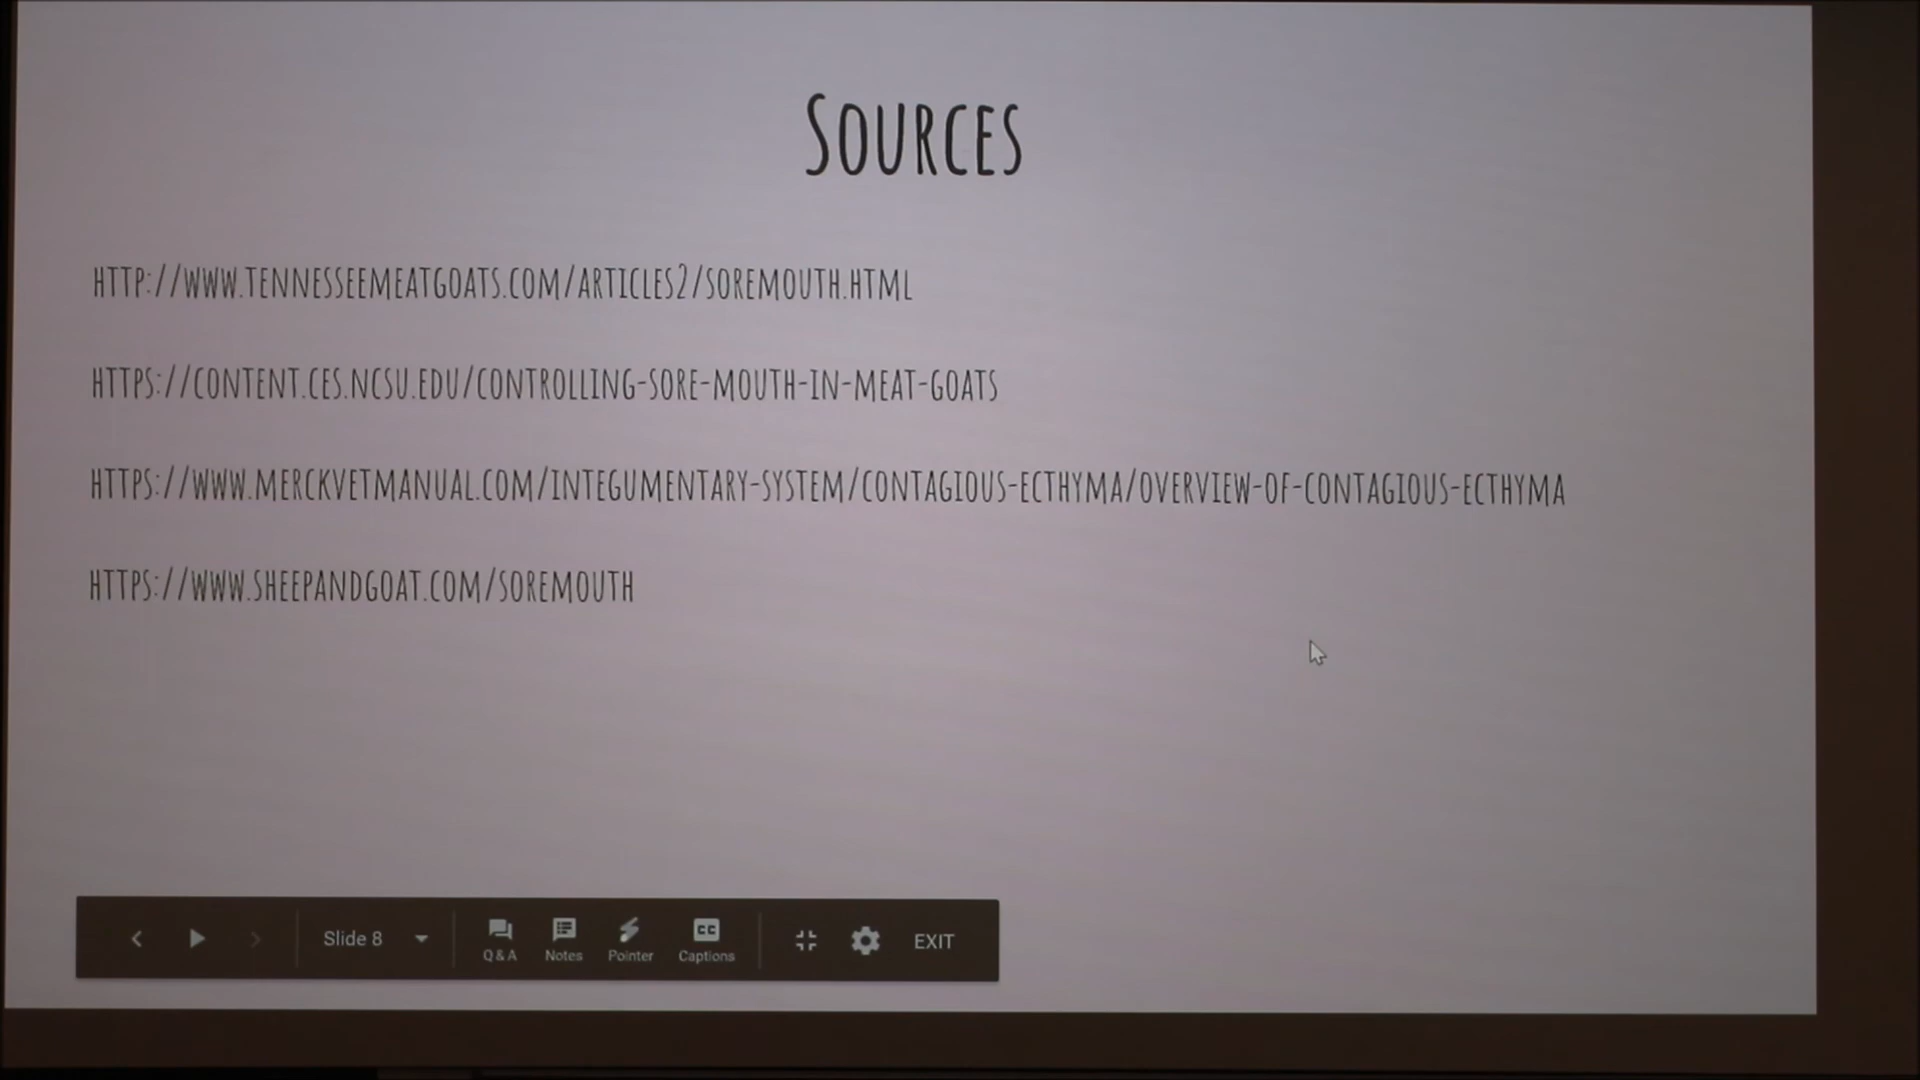 SOURCES
HTTP://WWW.TENNESSEEMEATGOATS.COM/ARTICLES2/SOREMOUTH.HTML
HTTPS://CONTENT.CES.NCSU.EDU/CONTROLLING-SORE-MOUTH-IN-MEAT-GOATS
HTTPS://WWW.MERCKVETMANUAL.COM/INTEGUMENTARY-SYSTEM/CONTAGIOUS-ECTHYMA/OVERVIEW-OF-CONTAGIOUS-ECTHYMA
HTTPS://WWW.SHEEPANDGOAT.COM/SOREMOUTH
Slide 8 Q & A Notes Pointer CC Captions EXIT